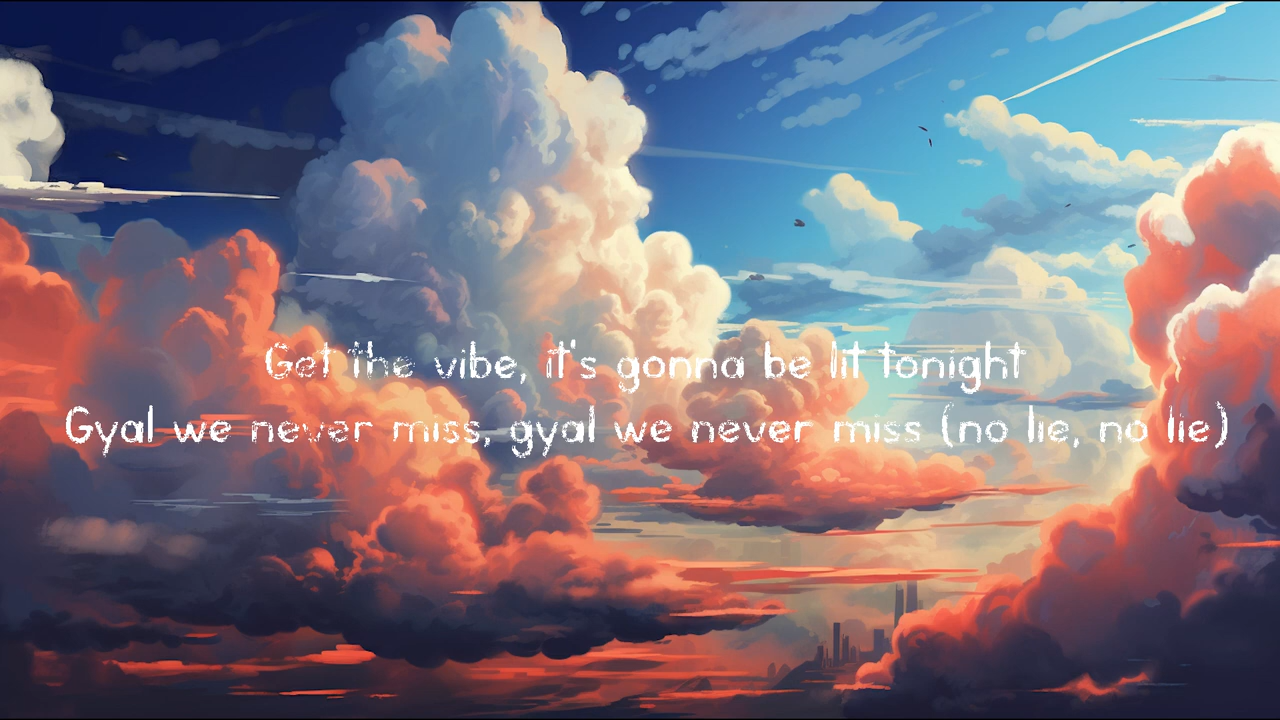 Get the vibe, it's gonna be lit tonight
Gyal we never miss, gyal we never miss (no lie, no lie)